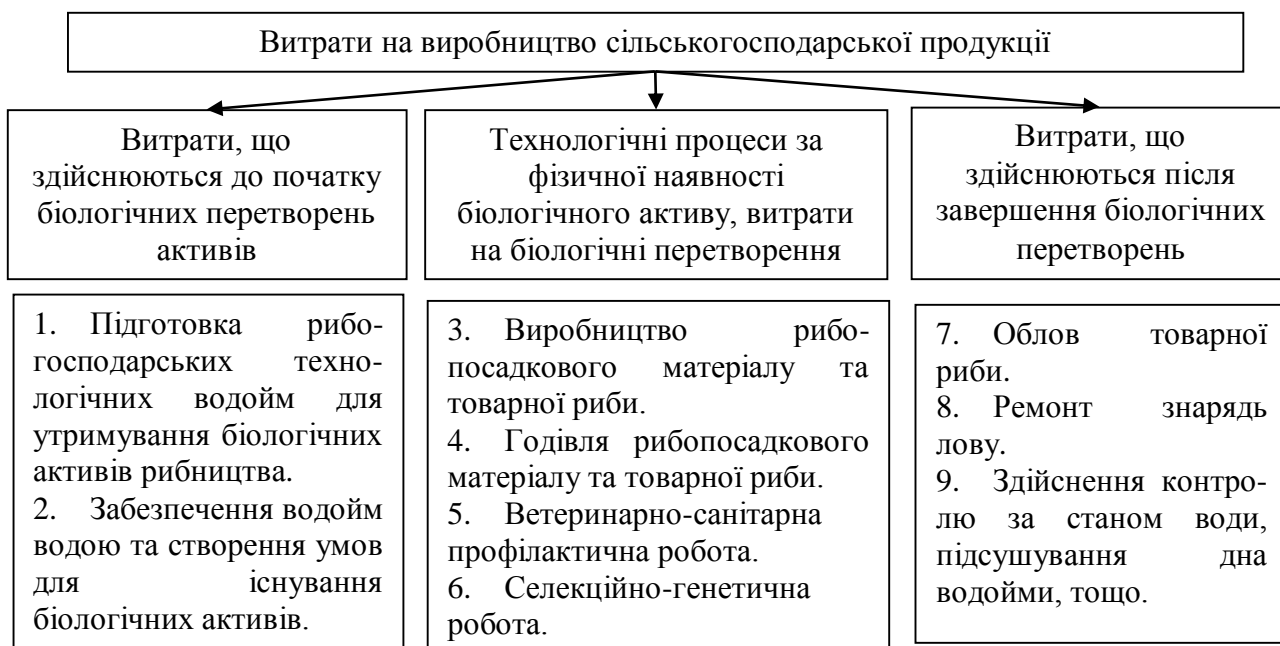 Витрати на виробництво сільськогосподарської продукції
Витрати, що
здійснюються до початку
біологічних перетворень
активів
Технологічні процеси за
фізичної наявності
біологічного активу, витрати
на біологічні перетворення
Витрати, що
здійснюються після
завершення біологічних
перетворень
1. Підготовка рибо-
господарських техно-
логічних водойм для
утримування біологічних
активів рибництва.
2. Забезпечення водойм
водою та створення умов
для існування
біологічних активів.
3. Виробництво рибо-
посадкового матеріалу та
товарної риби.
4. Годівля рибопосадкового
матеріалу та товарної риби.
5. Ветеринарно-санітарна
профілактична робота.
6. Селекційно-генетична
робота.
7. Облов товарної
риби.
8. Ремонт знарядь
лову.
9. Здійснення контро-
лю за станом води,
підсушування дна
водойми, тощо.